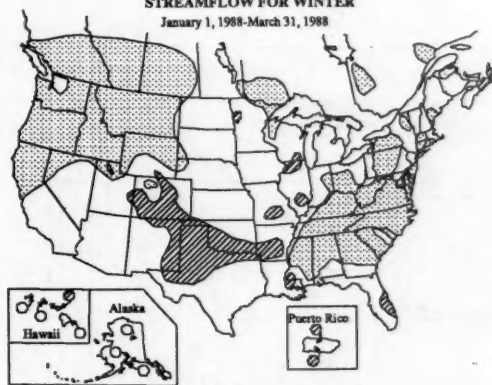 STREAMFLOW FOR WINTER
January 1, 1988-March 31, 1988
Alaska
Hawaii
Puerto Rico